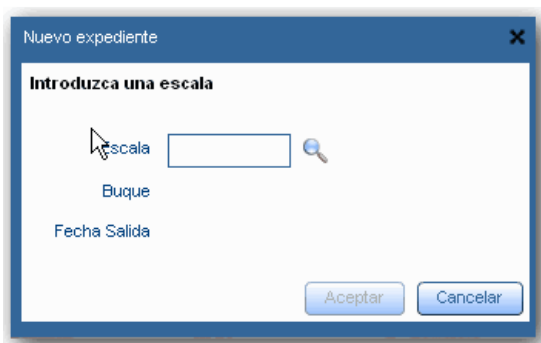 Nuevo expediente
Introduzca una escala
Escala
Buque
Fecha Salida
Aceptar Cancelar